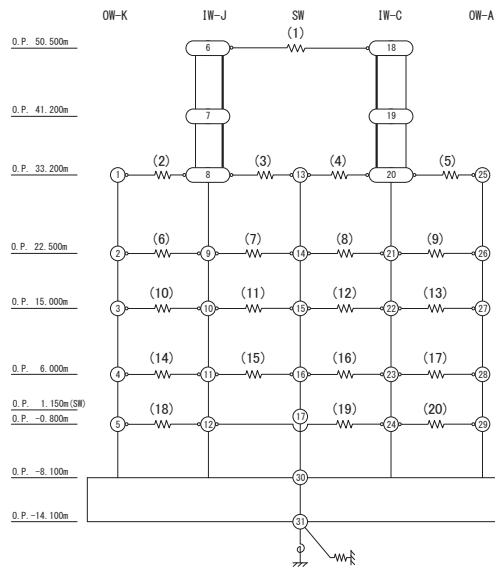 OW-K IW-J SW IW-C OW-A
(1)
O.P. 50.500m 6 18
O.P. 41.200m 7 19
(2) (3) (4) (5)
O.P. 33.200m 1 8 13 20 25
(6) (7) (8) (9)
O.P. 22.500m 2 9 14 21 26
(10) (11) (12) (13)
O.P. 15.000m 3 10 15 22 27
(14) (15) (16) (17)
O.P. 6.000m 4 11 16 23 28
O.P. 1.150m(SW)
(18) 17 (19) (20)
O.P. -0.800m 5 12 24 29
O.P. -8.100m 30
O.P.-14.100m 31